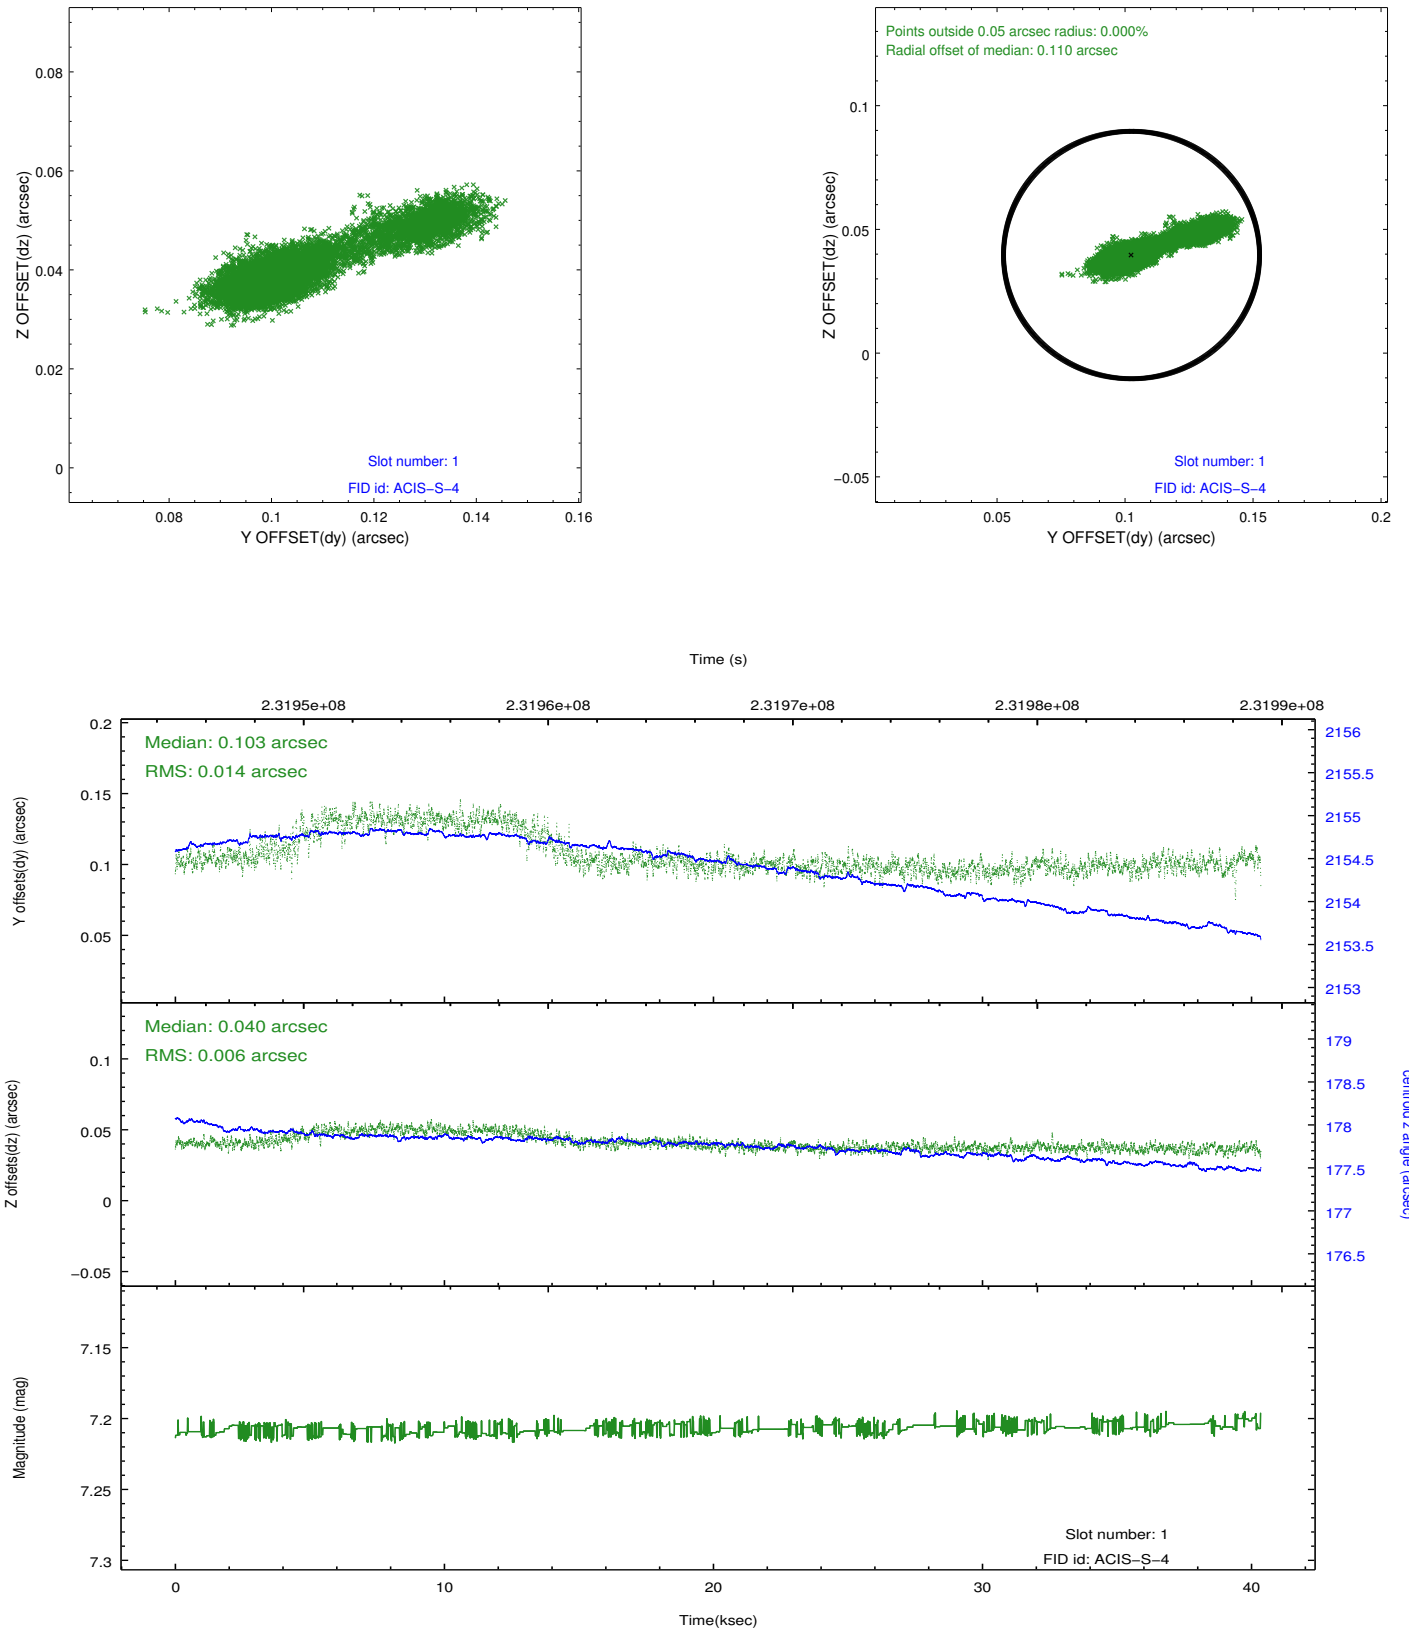 0.08
0.06
0.04
0.02
0
Z OFFSET(dz) (arcsec)
Slot number: 1
FID id: ACIS−S−4
0.08 0.1 0.12 0.14 0.16
Y OFFSET(dy) (arcsec)
Points outside 0.05 arcsec radius: 0.000%
Radial offset of median: 0.110 arcsec
0.1
0.05
0
−0.05
Z OFFSET(dz) (arcsec)
Slot number: 1
FID id: ACIS−S−4
0.05 0.1 0.15 0.2
Y OFFSET(dy) (arcsec)
Time (s)
2.3195e+08 2.3196e+08 2.3197e+08 2.3198e+08 2.3199e+08
Median: 0.103 arcsec
RMS: 0.014 arcsec
0.2
0.15
0.1
0.05
Y offsets(dy) (arcsec)
2156
2155.5
2155
2154.5
2154
2153.5
2153
Median: 0.040 arcsec
RMS: 0.006 arcsec
0.1
0.05
0
−0.05
Z offsets(dz) (arcsec)
179
178.5
178
177.5
177
176.5
centroid z angle (arcsec)
7.15
7.2
7.25
7.3
Magnitude (mag)
Slot number: 1
FID id: ACIS−S−4
0 10 20 30 40
Time(ksec)